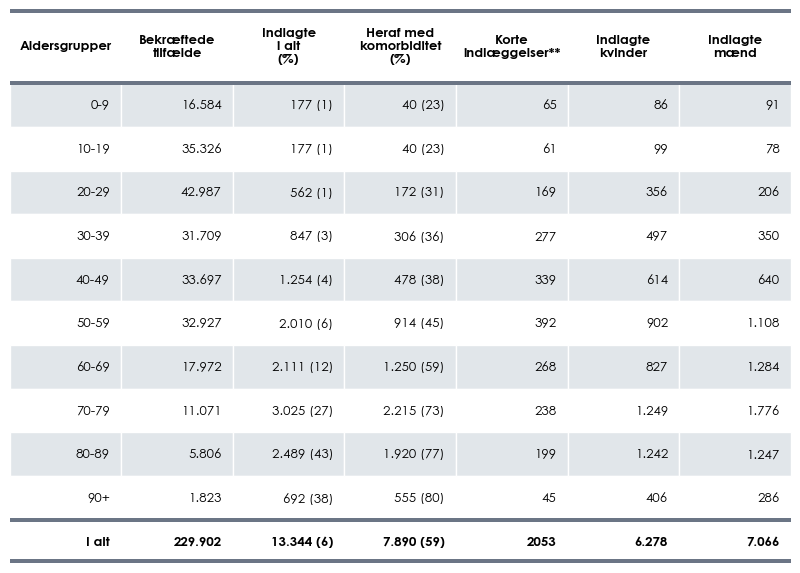 Aldersgrupper Bekræftede tilfælde Indlagte I alt (%) Heraf med komorbiditet (%) Korte indlæggelser** Indlagte kvinder Indlagte mænd
0-9 16.584 177 (1) 40 (23) 65 86 91
10-19 35.326 177 (1) 40 (23) 61 99 78
20-29 42.987 562 (1) 172 (31) 169 356 206
30-39 31.709 847 (3) 306 (36) 277 497 350
40-49 33.697 1.254 (4) 478 (38) 339 614 640
50-59 32.927 2.010 (6) 914 (45) 392 902 1.108
60-69 17.972 2.111 (12) 1.250 (59) 268 827 1.284
70-79 11.071 3.025 (27) 2.215 (73) 238 1.249 1.776
80-89 5.806 2.489 (43) 1.920 (77) 199 1.242 1.247
90+ 1.823 692 (38) 555 (80) 45 406 286
I alt 229.902 13.344 (6) 7.890 (59) 2053 6.278 7.066